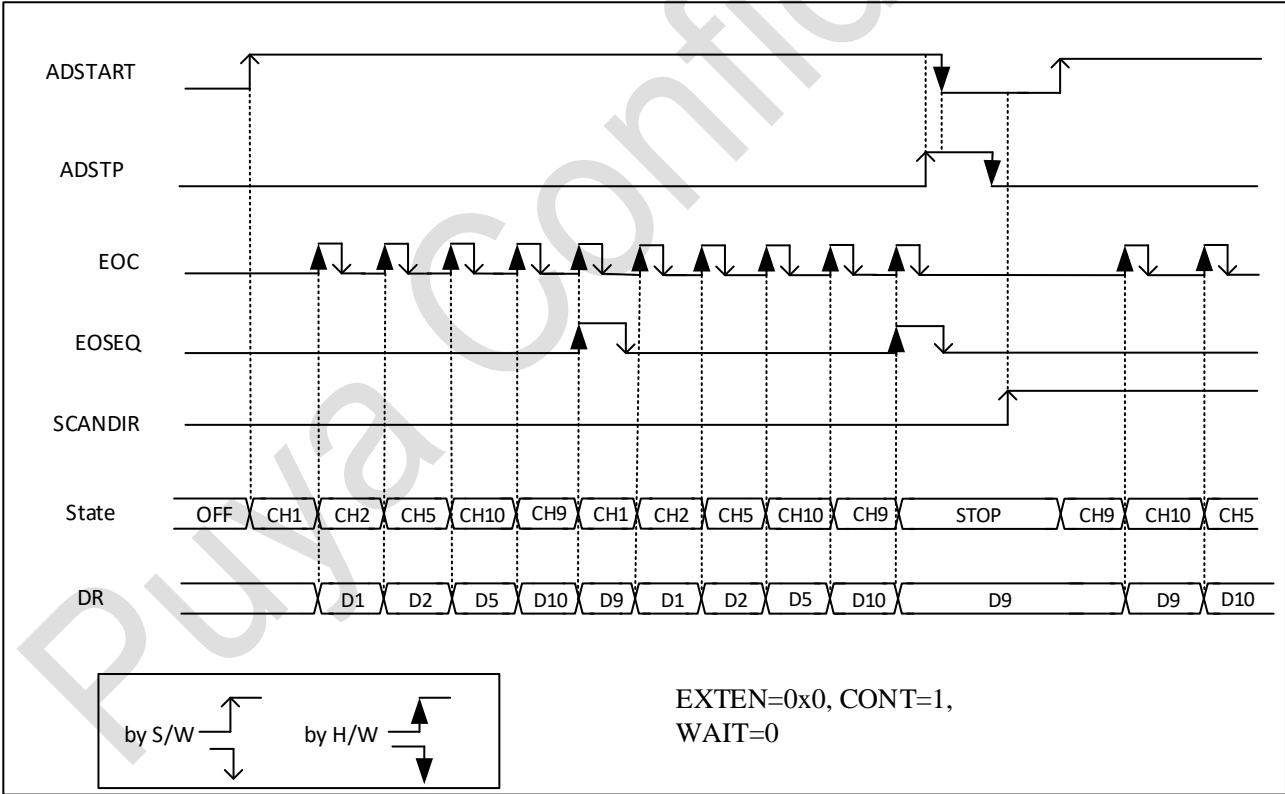 ADSTART
ADSTP
EOC
EOSEQ
SCANDIR
State OFF CH1 CH2 CH5 CH10 CH9 CH1 CH2 CH5 CH10 CH9 STOP CH9 CH10 CH5
DR D1 D2 D5 D10 D9 D1 D2 D5 D10 D9 D9 D10
by S/W by H/W
EXTEN=0x0, CONT=1,
WAIT=0
Puya Confid